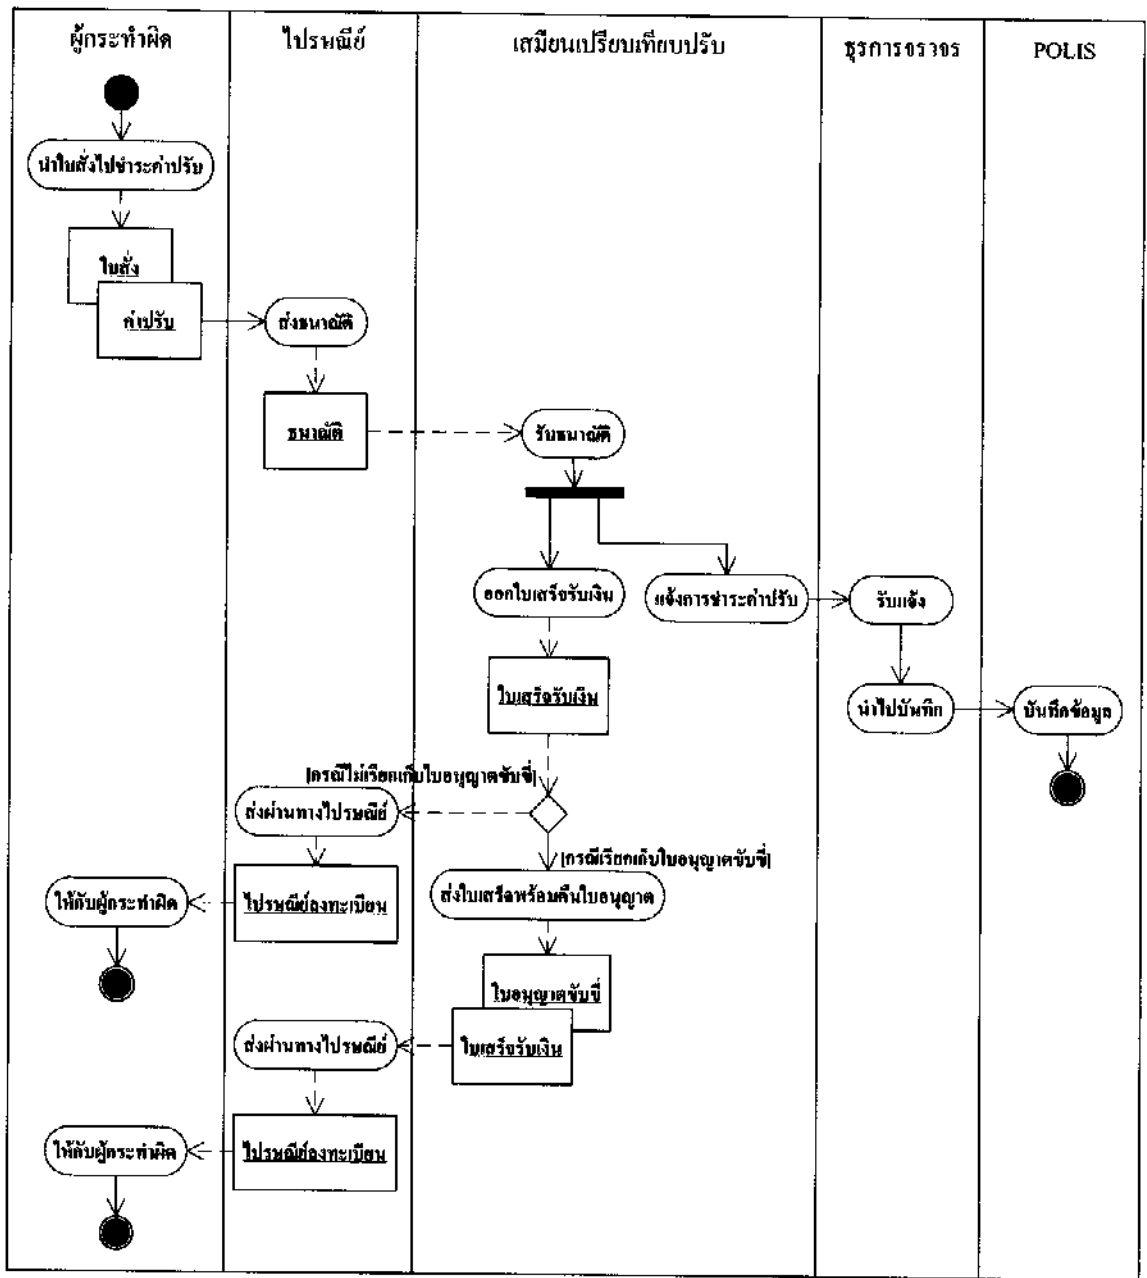 ผู้กระทำผิด
ไปรษณีย์
เสมียนเปรียบเทียบปรับ
ธุรการจราจร
POLIS
นำใบสั่งไปชำระค่าปรับ
ใบสั่ง
ค่าปรับ
ส่งธนาณัติ
ธนาณัติ
รับธนาณัติ
ออกใบเสร็จรับเงิน
แจ้งการชำระค่าปรับ
รับแจ้ง
ใบเสร็จรับเงิน
นำไปบันทึก
บันทึกข้อมูล
[กรณีไม่เรียกเก็บใบอนุญาตขับขี่]
ส่งผ่านทางไปรษณีย์
[กรณีเรียกเก็บใบอนุญาตขับขี่]
ให้กับผู้กระทำผิด
ไปรษณีย์ลงทะเบียน
ส่งใบเสร็จพร้อมคืนใบอนุญาต
ใบอนุญาตขับขี่
ส่งผ่านทางไปรษณีย์
ใบเสร็จรับเงิน
ให้กับผู้กระทำผิด
ไปรษณีย์ลงทะเบียน